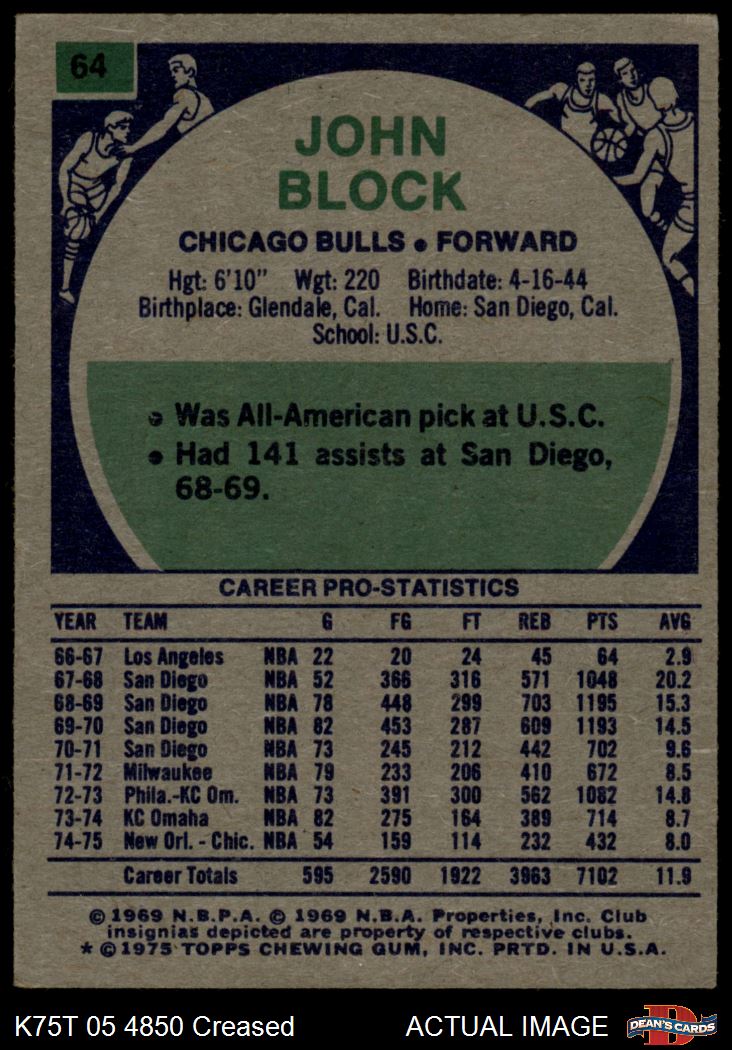 64
JOHN
BLOCK
CHICAGO BULLS • FORWARD
Hgt: 6'10" Wgt: 220 Birthdate: 4-16-44
Birthplace: Glendale, Cal. Home: San Diego, Cal.
School: U.S.C.
• Was All-American pick at U.S.C.
• Had 141 assists at San Diego,
68-69.
CAREER PRO-STATISTICS
YEAR TEAM G FG FT REB PTS AVG
66-67 Los Angeles NBA 22 20 24 45 64 2.9
67-68 San Diego NBA 52 366 316 571 1048 20.2
68-69 San Diego NBA 78 448 299 703 1195 15.3
69-70 San Diego NBA 82 453 287 609 1193 14.5
70-71 San Diego NBA 73 245 212 442 702 9.6
71-72 Milwaukee NBA 79 233 206 410 672 8.5
72-73 Phila.-KC Om. NBA 73 391 300 562 1082 14.8
73-74 KC Omaha NBA 82 275 164 389 714 8.7
74-75 New Orl. - Chic. NBA 54 159 114 232 432 8.0
Career Totals 595 2590 1922 3963 7102 11.9
© 1969 N.B.P.A. © 1969 N.B.A. Properties, Inc. Club
insignias depicted are property of respective clubs.
* © 1975 TOPPS CHEWING GUM, INC. PRTD. IN U.S.A.
K75T 05 4850 Creased ACTUAL IMAGE D DEAN'S CARDS